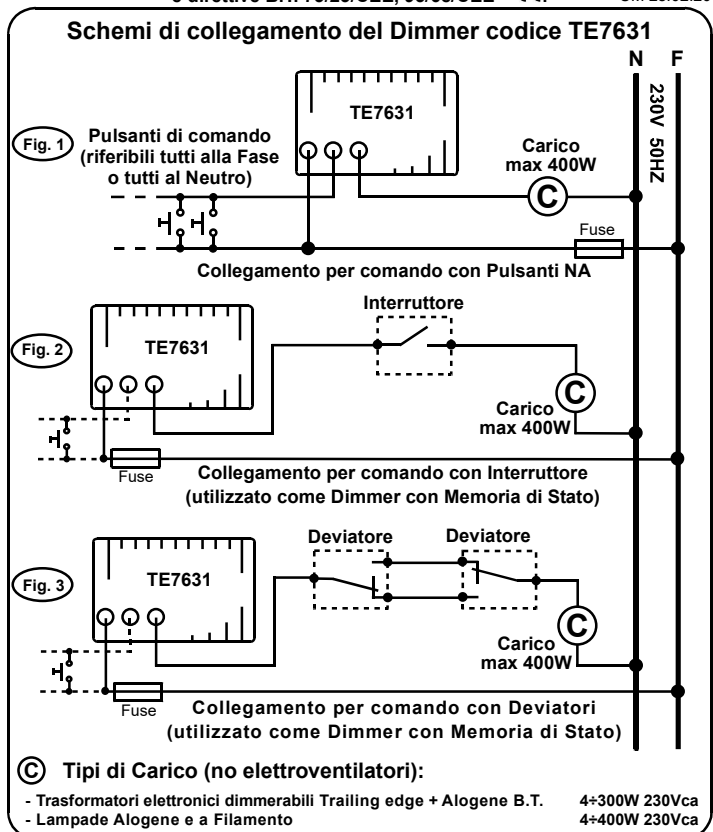 Schemi di collegamento del Dimmer codice TE7631
N F
230V 50HZ
Fig. 1
Pulsanti di comando
(riferibili tutti alla Fase
o tutti al Neutro)
TE7631
Carico
max 400W
C
Fuse
Collegamento per comando con Pulsanti NA
Fig. 2
TE7631
Interruttore
C
Carico
max 400W
Fuse
Collegamento per comando con Interruttore
(utilizzato come Dimmer con Memoria di Stato)
Fig. 3
TE7631
Deviatore Deviatore
C
Carico
max 400W
Fuse
Collegamento per comando con Deviatori
(utilizzato come Dimmer con Memoria di Stato)
C Tipi di Carico (no elettroventilatori):
- Trasformatori elettronici dimmerabili Trailing edge + Alogene B.T. 4÷300W 230Vca
- Lampade Alogene e a Filamento 4÷400W 230Vca